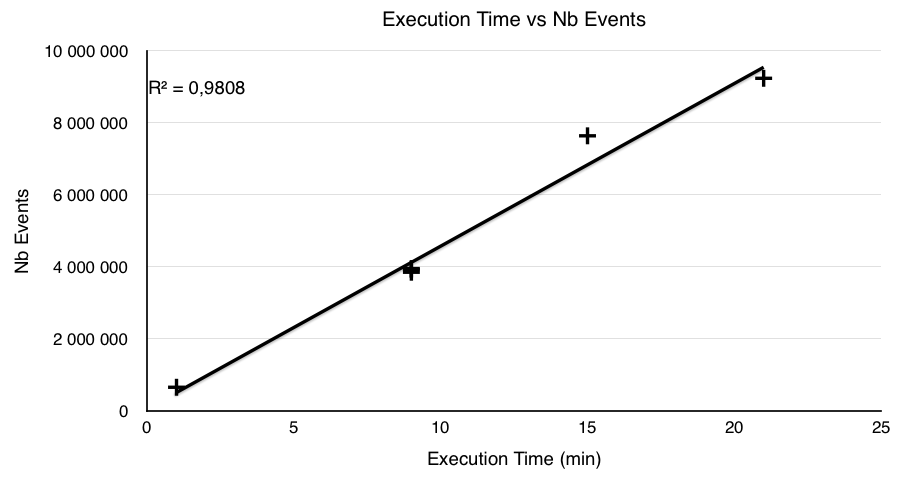 Execution Time vs Nb Events
10 000 000
R² = 0,9808
8 000 000
6 000 000
Nb Events
4 000 000
2 000 000
0
0 5 10 15 20 25
Execution Time (min)